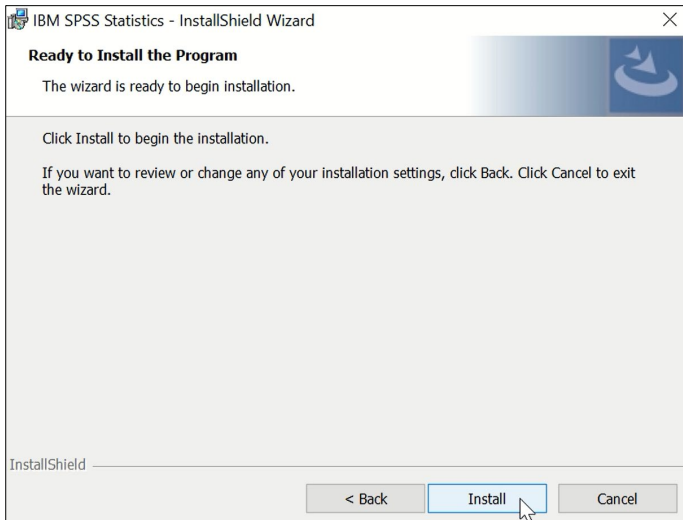 IBM SPSS Statistics - InstallShield Wizard
Ready to Install the Program
The wizard is ready to begin installation.
Click Install to begin the installation.
If you want to review or change any of your installation settings, click Back. Click Cancel to exit
the wizard.
InstallShield
< Back Install Cancel